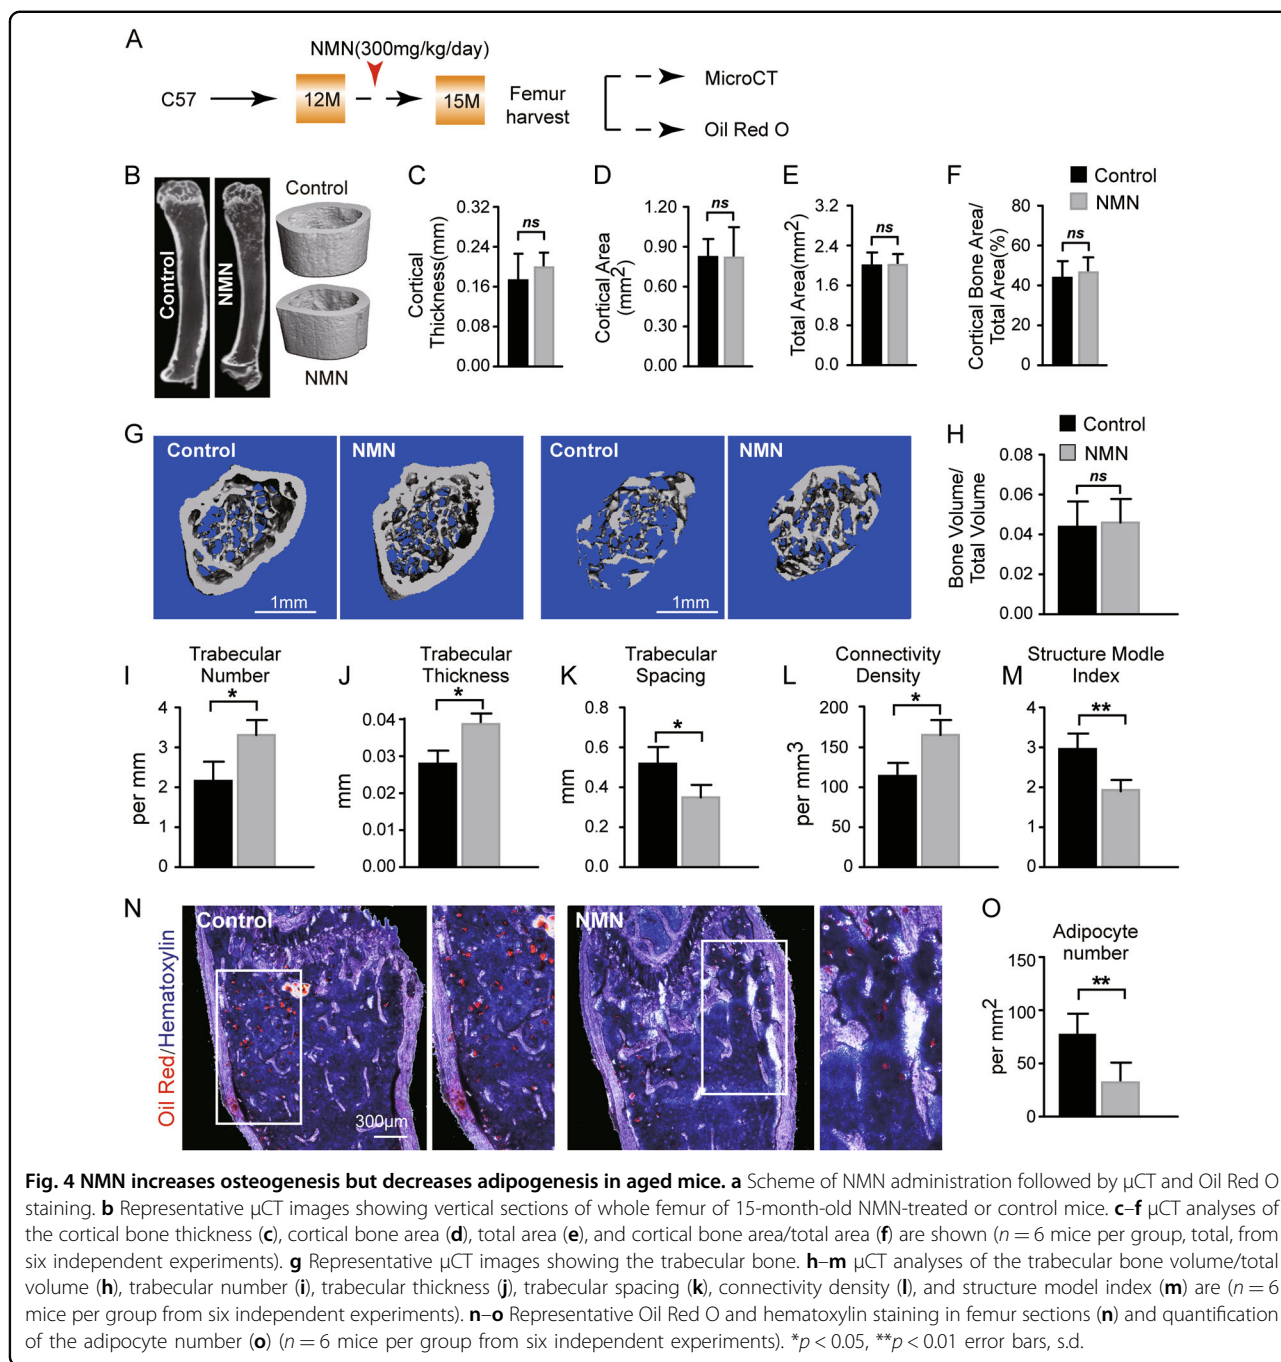 A
NMN(300mg/kg/day)
C57
12M
15M
Femur
harvest
MicroCT
Oil Red O
B
Control
NMN
Control
NMN
C
Cortical
Thickness(mm)
0.32
0.24
0.16
0.08
0.00
ns
D
Cortical Area
(mm2)
1.20
0.90
0.60
0.30
0.00
ns
E
Total Area(mm2)
3.2
2.4
1.6
0.8
0.0
ns
F
Control
NMN
Cortical Bone Area/
Total Area(%)
80
60
40
20
0
ns
G
Control
NMN
Control
NMN
1mm
1mm
H
Control
NMN
Bone Volume/
Total Volume
0.08
0.06
0.04
0.02
0.00
ns
I
Trabecular
Number
per mm
4
3
2
1
0
*
J
Trabecular
Thickness
mm
0.04
0.03
0.02
0.01
0.00
*
K
Trabecular
Spacing
mm
0.8
0.6
0.4
0.2
0.0
*
L
Connectivity
Density
per mm3
200
150
100
50
0
*
M
Structure Modle
Index
4
3
2
1
0
**
N
Oil Red/Hematoxylin
Control
300μm
NMN
O
Adipocyte
number
per mm2
150
100
50
0
**
Fig. 4 NMN increases osteogenesis but decreases adipogenesis in aged mice. a Scheme of NMN administration followed by μCT and Oil Red O
staining. b Representative μCT images showing vertical sections of whole femur of 15-month-old NMN-treated or control mice. c–f μCT analyses of
the cortical bone thickness (c), cortical bone area (d), total area (e), and cortical bone area/total area (f) are shown (n = 6 mice per group, total, from
six independent experiments). g Representative μCT images showing the trabecular bone. h–m μCT analyses of the trabecular bone volume/total
volume (h), trabecular number (i), trabecular thickness (j), trabecular spacing (k), connectivity density (l), and structure model index (m) are (n = 6
mice per group from six independent experiments). n–o Representative Oil Red O and hematoxylin staining in femur sections (n) and quantification
of the adipocyte number (o) (n = 6 mice per group from six independent experiments). *p < 0.05, **p < 0.01 error bars, s.d.